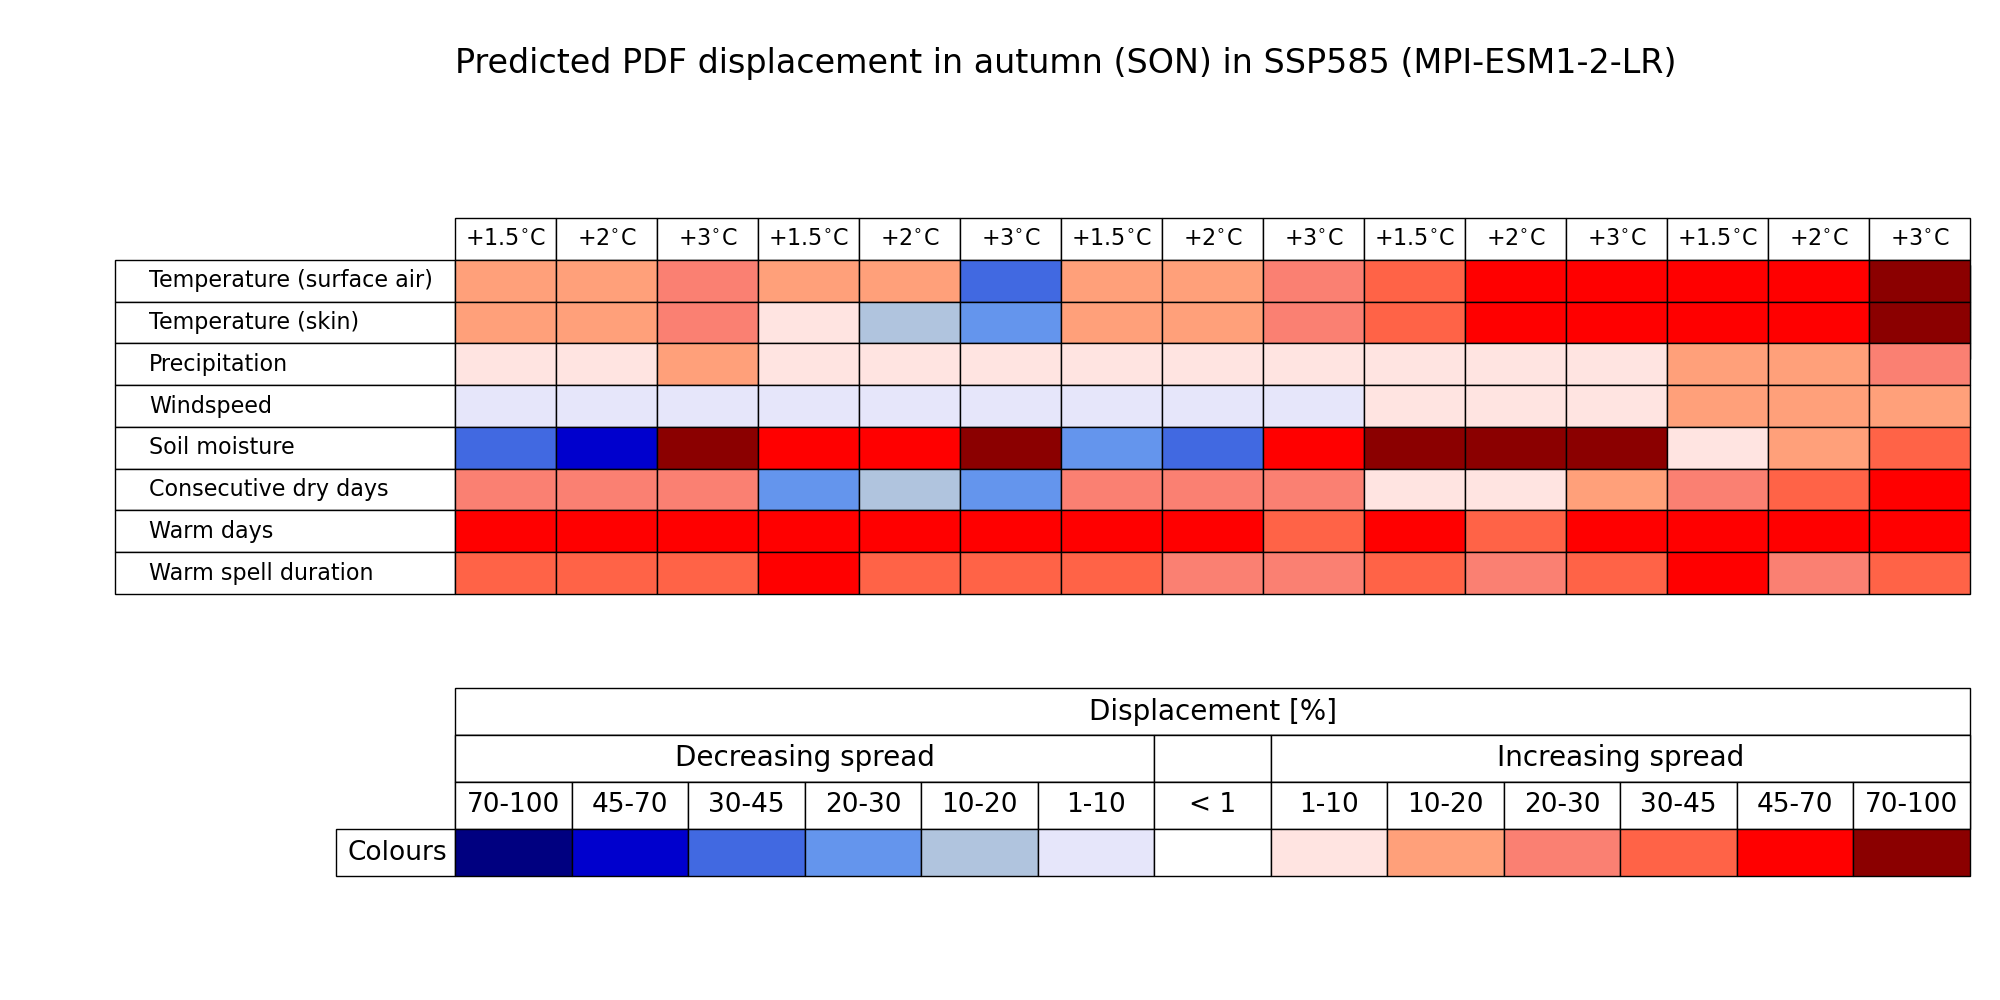 Predicted PDF displacement in autumn (SON) in SSP585 (MPI-ESM1-2-LR)
+1.5°C +2°C +3°C +1.5°C +2°C +3°C +1.5°C +2°C +3°C +1.5°C +2°C +3°C +1.5°C +2°C +3°C
Temperature (surface air)
Temperature (skin)
Precipitation
Windspeed
Soil moisture
Consecutive dry days
Warm days
Warm spell duration
Displacement [%]
Decreasing spread Increasing spread
70-100 45-70 30-45 20-30 10-20 1-10 < 1 1-10 10-20 20-30 30-45 45-70 70-100
Colours